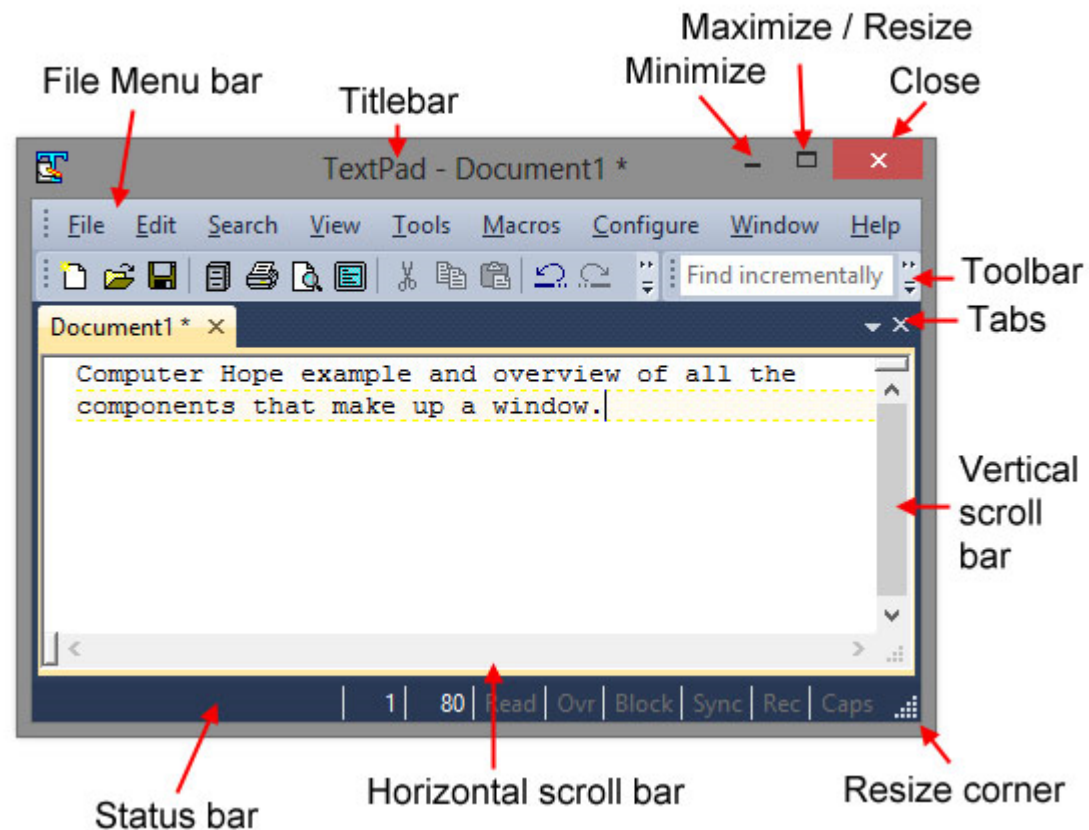 Maximize / Resize
File Menu bar
Titlebar
Minimize
Close
TextPad - Document1 *
File Edit Search View Tools Macros Configure Window Help
Find incrementally
Toolbar
Document1 *
Tabs
Computer Hope example and overview of all the
components that make up a window.
Vertical
scroll
bar
1 80 Read Ovr Block Sync Rec Caps
Status bar
Horizontal scroll bar
Resize corner